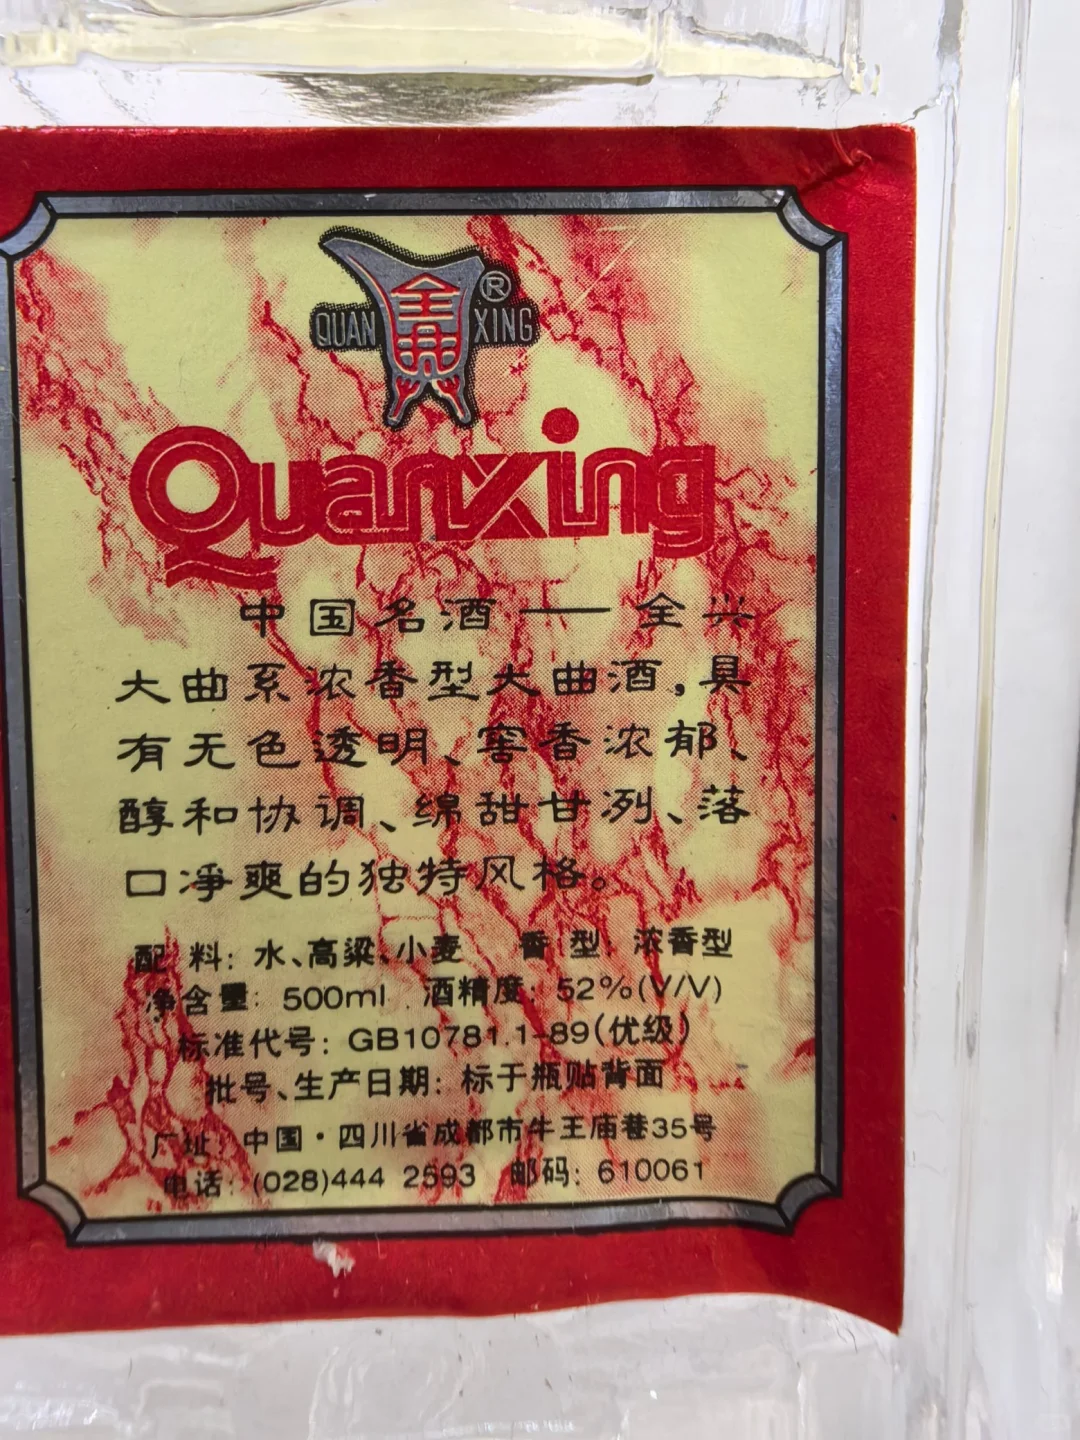 全兴
QUAN XING ®
Quanxing
中国名酒——全兴
大曲系浓香型大曲酒,具
有无色透明、窖香浓郁、
醇和协调、绵甜甘洌、落
口净爽的独特风格。
配料:水、高粱、小麦 香型:浓香型
净含量:500ml 酒精度:52%(V/V)
标准代号:GB10781.1-89(优级)
批号、生产日期:标于瓶贴背面
厂址:中国·四川省成都市牛王庙巷35号
电话:(028)444 2593 邮码:610061